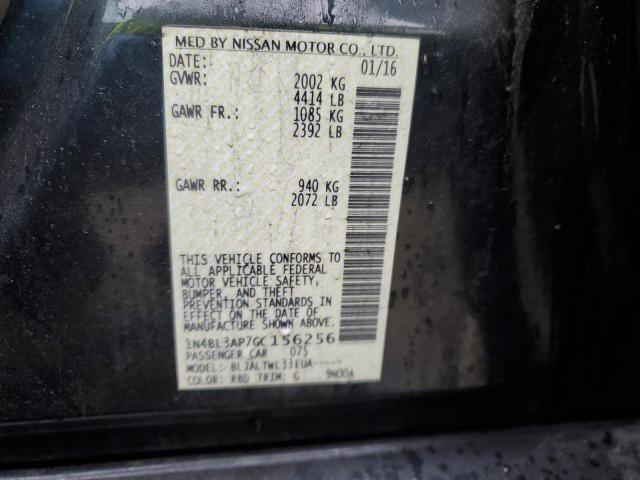 MFD BY NISSAN MOTOR CO., LTD.
DATE: 01/16
GVWR: 2002 KG
4414 LB
GAWR FR.: 1085 KG
2392 LB
GAWR RR.: 940 KG
2072 LB
THIS VEHICLE CONFORMS TO
ALL APPLICABLE FEDERAL
MOTOR VEHICLE SAFETY,
BUMPER, AND THEFT
PREVENTION STANDARDS IN
EFFECT ON THE DATE OF
MANUFACTURE SHOWN ABOVE.
1N4BL3AP7GC156256
PASSENGER CAR 075
MODEL: BLJALTWL33EUA-----
COLOR: RBD TRIM: G 9N00A